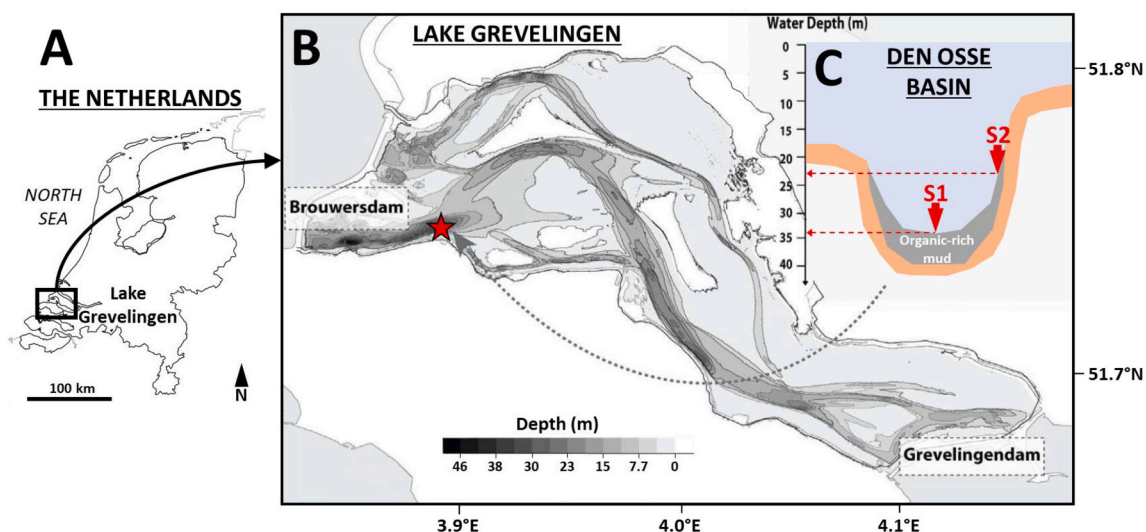 A
THE NETHERLANDS
NORTH
SEA
Lake
Grevelingen
100 km
N
B
LAKE GREVELINGEN
Brouwersdam
Grevelingendam
Depth (m)
46 38 30 23 15 7.7 0
3.9°E 4.0°E 4.1°E
51.8°N
51.7°N
Water Depth (m)
0
5
10
15
20
25
30
35
40
C
DEN OSSE
BASIN
S2
S1
Organic-rich
mud